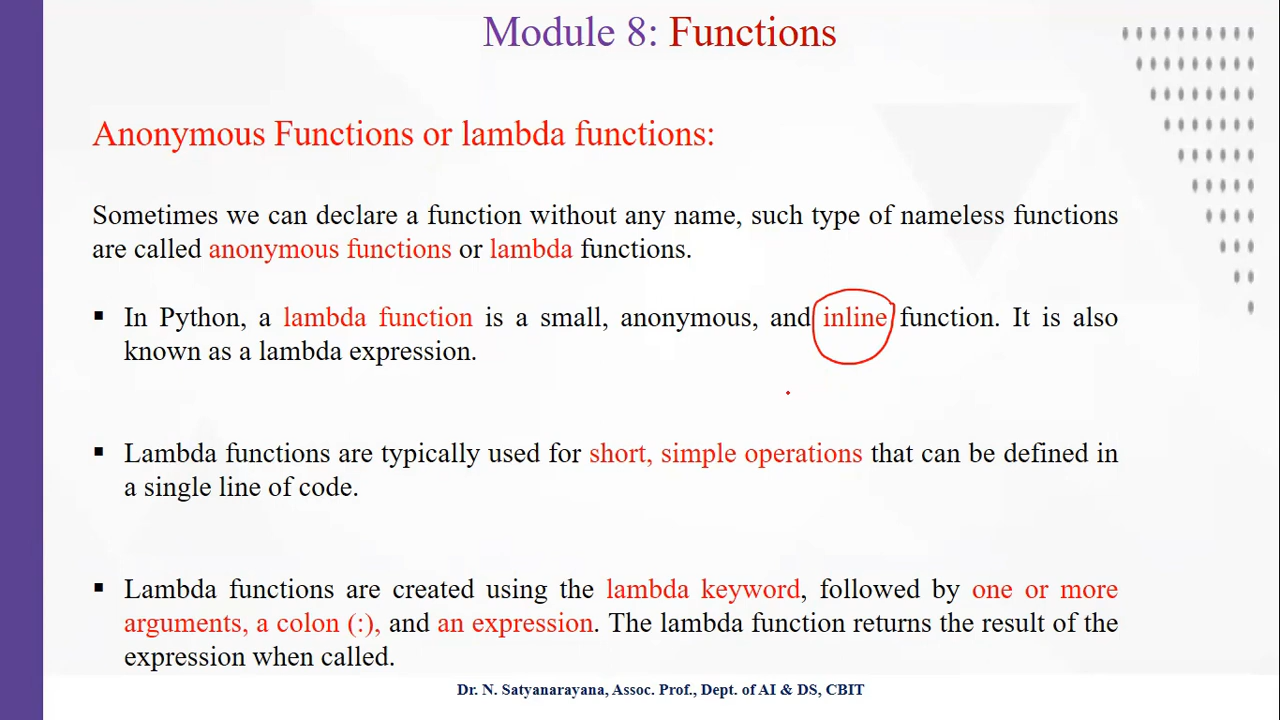 Module 8: Functions
Anonymous Functions or lambda functions:
Sometimes we can declare a function without any name, such type of nameless functions
are called anonymous functions or lambda functions.
▪ In Python, a lambda function is a small, anonymous, and inline function. It is also
known as a lambda expression.
▪ Lambda functions are typically used for short, simple operations that can be defined in
a single line of code.
▪ Lambda functions are created using the lambda keyword, followed by one or more
arguments, a colon (:), and an expression. The lambda function returns the result of the
expression when called.
Dr. N. Satyanarayana, Assoc. Prof., Dept. of AI & DS, CBIT